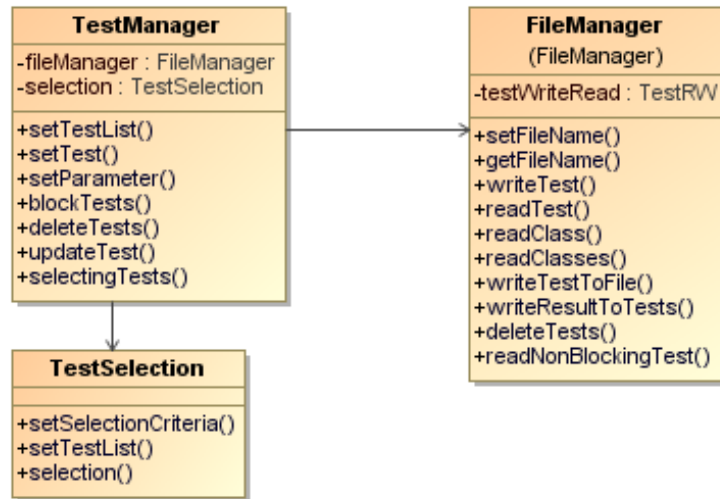 TestManager
-fileManager : FileManager
-selection : TestSelection
+setTestList()
+setTest()
+setParameter()
+blockTests()
+deleteTests()
+updateTest()
+selectingTests()
FileManager
(FileManager)
-testWriteRead : TestRW
+setFileName()
+getFileName()
+writeTest()
+readTest()
+readClass()
+readClasses()
+writeTestToFile()
+writeResultToTests()
+deleteTests()
+readNonBlockingTest()
TestSelection
+setSelectionCriteria()
+setTestList()
+selection()